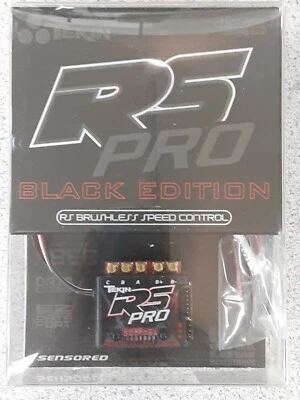 TEKIN
RS
PRO
BLACK EDITION
RS BRUSHLESS SPEED CONTROL
C B A B+ B-
TEKIN
RS
PRO
SENSORED